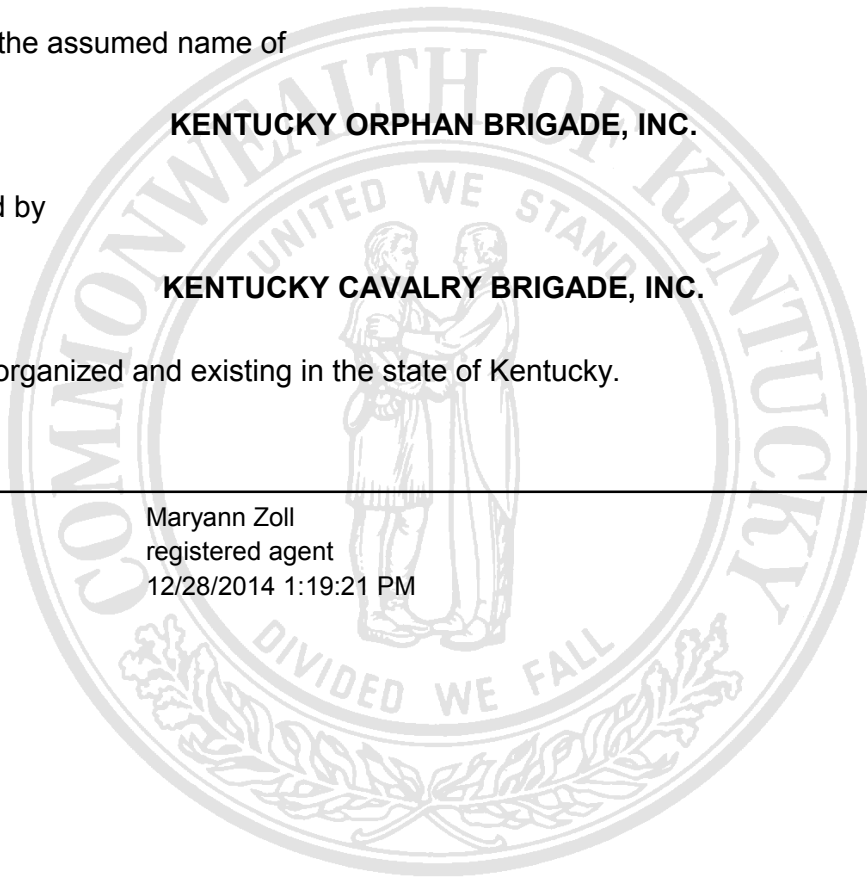 the assumed name of
KENTUCKY ORPHAN BRIGADE, INC.
d by
KENTUCKY CAVALRY BRIGADE, INC.
organized and existing in the state of Kentucky.
Maryann Zoll
registered agent
12/28/2014 1:19:21 PM
COMMONWEALTH OF KENTUCKY
UNITED WE STAND
DIVIDED WE FALL